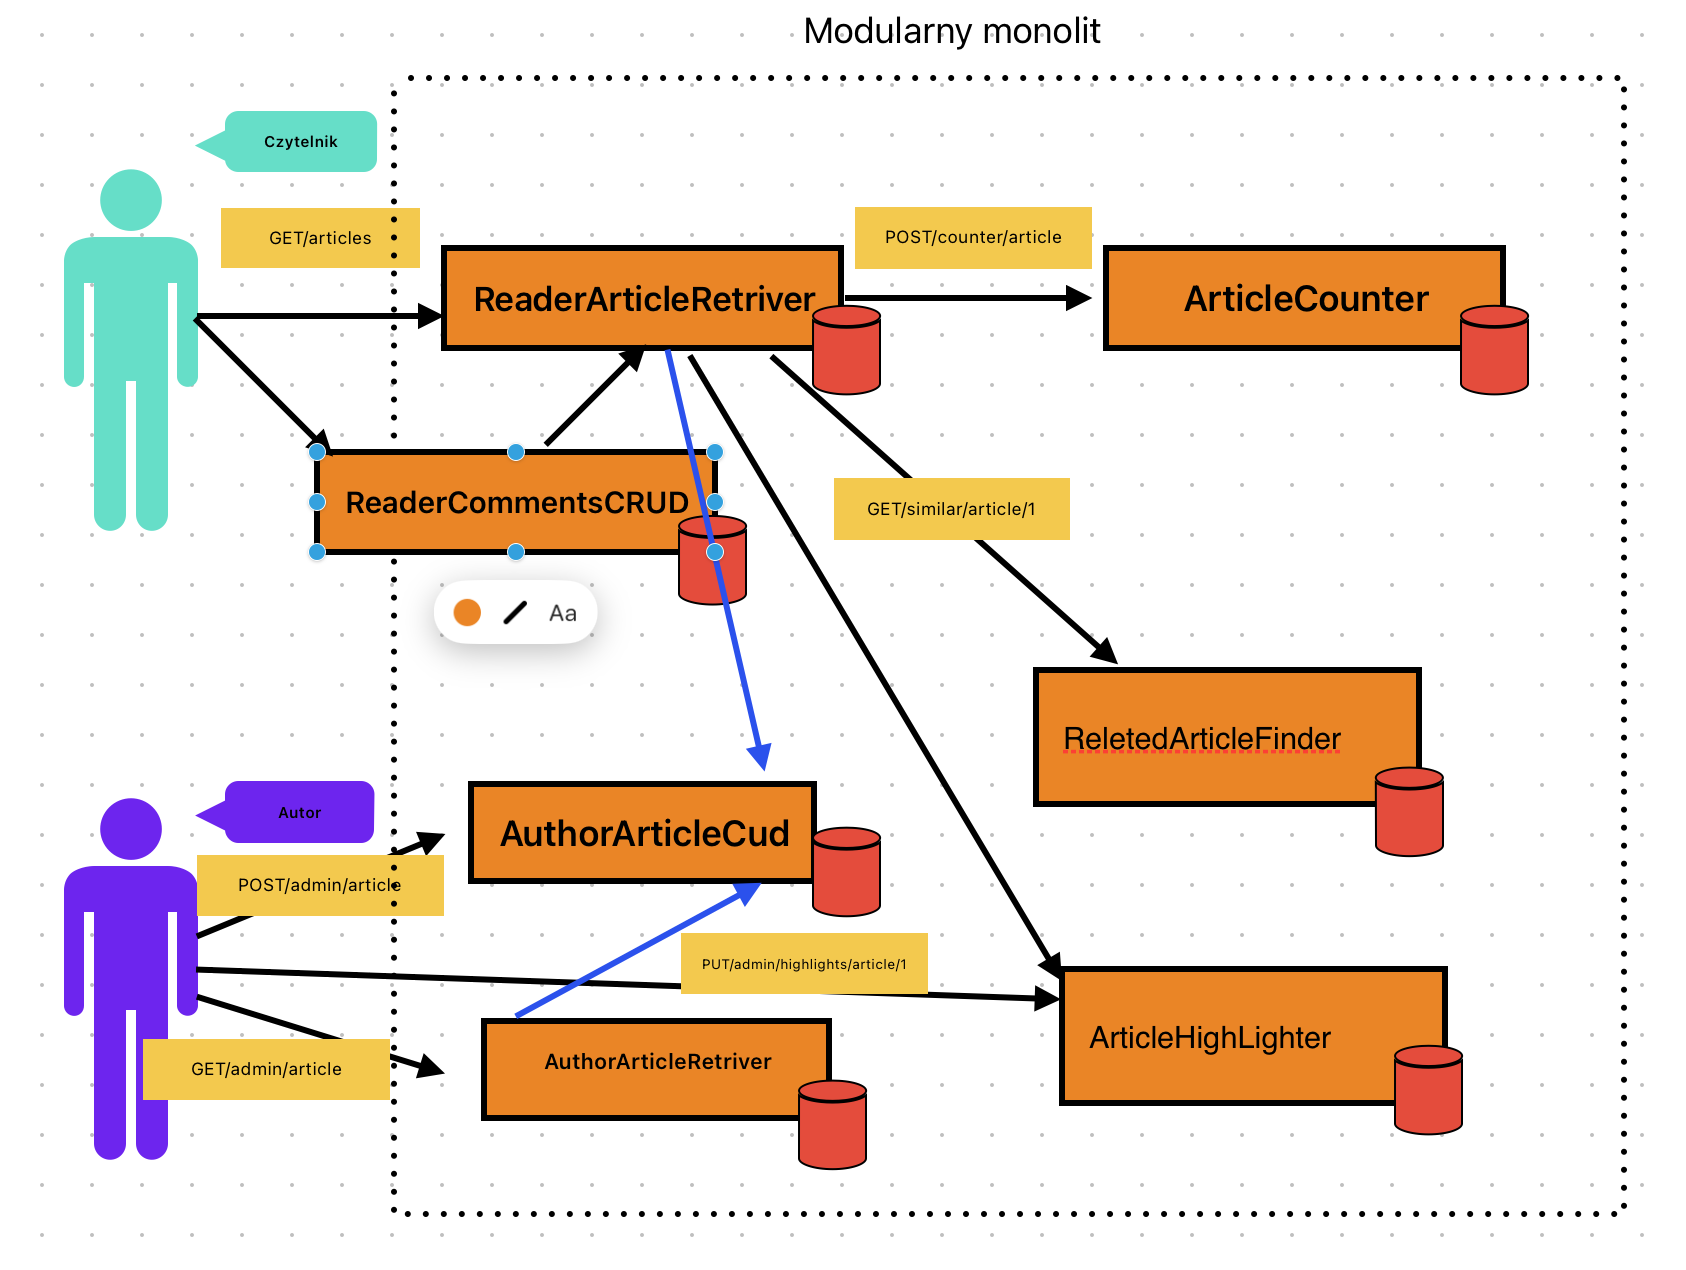 Modularny monolit
Czytelnik
GET/articles
POST/counter/article
ReaderArticleRetriver
ArticleCounter
ReaderCommentsCRUD
GET/similar/article/1
Aa
ReletedArticleFinder
Autor
AuthorArticleCud
POST/admin/article
PUT/admin/highlights/article/1
ArticleHighLighter
AuthorArticleRetriver
GET/admin/article